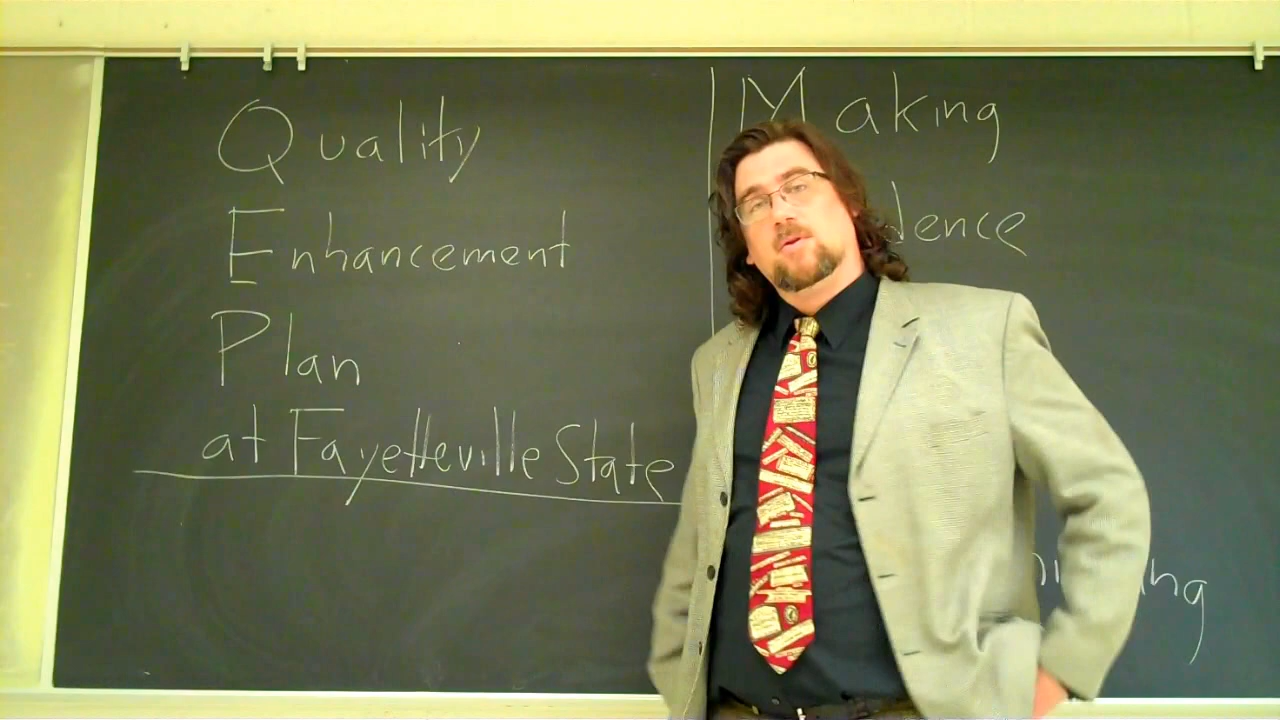 Quality
Enhancement
Plan
at Fayetteville State
Making